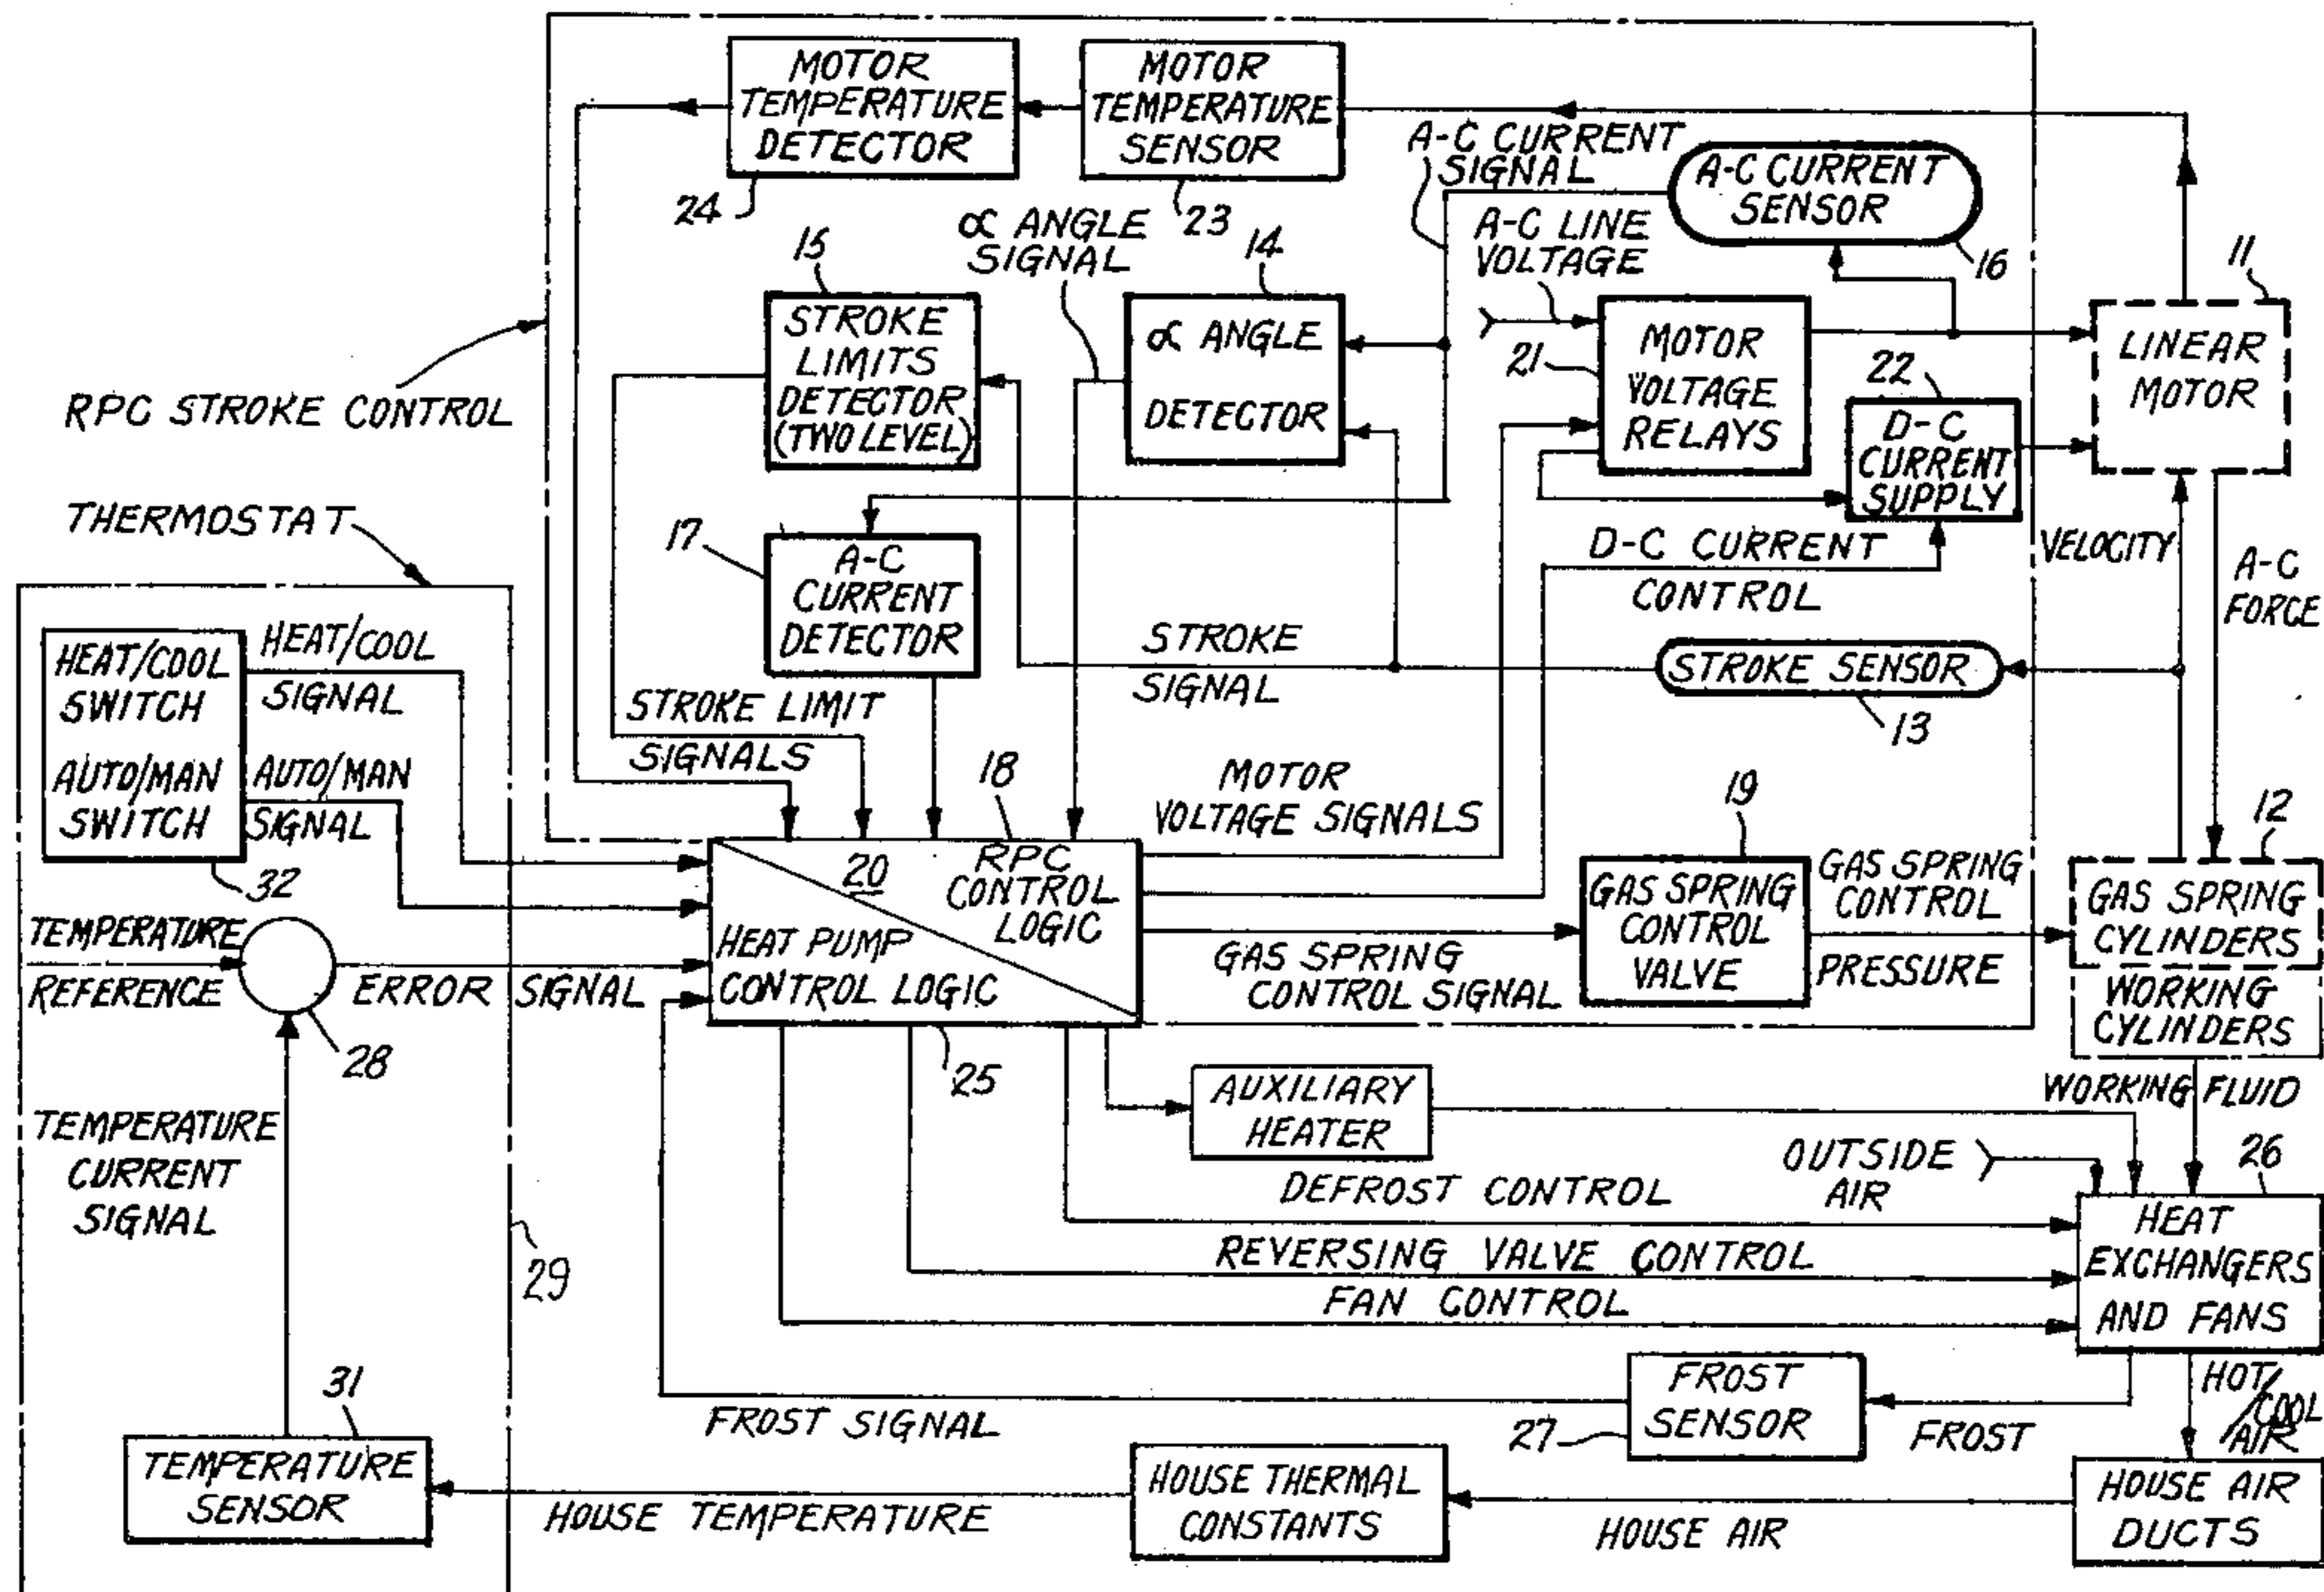 MOTOR
TEMPERATURE
DETECTOR
24
MOTOR
TEMPERATURE
SENSOR
23
A-C CURRENT
SIGNAL
A-C CURRENT
SENSOR
16
∝ ANGLE
SIGNAL
A-C LINE
VOLTAGE
15
STROKE
LIMITS
DETECTOR
(TWO LEVEL)
14
∝ ANGLE
DETECTOR
21
MOTOR
VOLTAGE
RELAYS
22
D-C
CURRENT
SUPPLY
11
LINEAR
MOTOR
RPC STROKE CONTROL
THERMOSTAT
17
A-C
CURRENT
DETECTOR
D-C CURRENT
CONTROL
VELOCITY
A-C
FORCE
STROKE
SIGNAL
STROKE SENSOR
13
HEAT/COOL
SWITCH
AUTO/MAN
SWITCH
32
HEAT/COOL
SIGNAL
AUTO/MAN
SIGNAL
STROKE LIMIT
SIGNALS
18
MOTOR
VOLTAGE SIGNALS
19
12
20
RPC
CONTROL
LOGIC
HEAT PUMP
CONTROL LOGIC
25
GAS SPRING
CONTROL SIGNAL
GAS SPRING
CONTROL
VALVE
GAS SPRING
CONTROL
PRESSURE
GAS SPRING
CYLINDERS
WORKING
CYLINDERS
TEMPERATURE
REFERENCE
28
ERROR SIGNAL
TEMPERATURE
CURRENT
SIGNAL
29
AUXILIARY
HEATER
WORKING FLUID
OUTSIDE
AIR
26
DEFROST CONTROL
REVERSING VALVE CONTROL
FAN CONTROL
HEAT
EXCHANGERS
AND FANS
31
TEMPERATURE
SENSOR
FROST SIGNAL
27
FROST
SENSOR
FROST
HOT/
COOL
AIR
HOUSE TEMPERATURE
HOUSE THERMAL
CONSTANTS
HOUSE AIR
HOUSE AIR
DUCTS